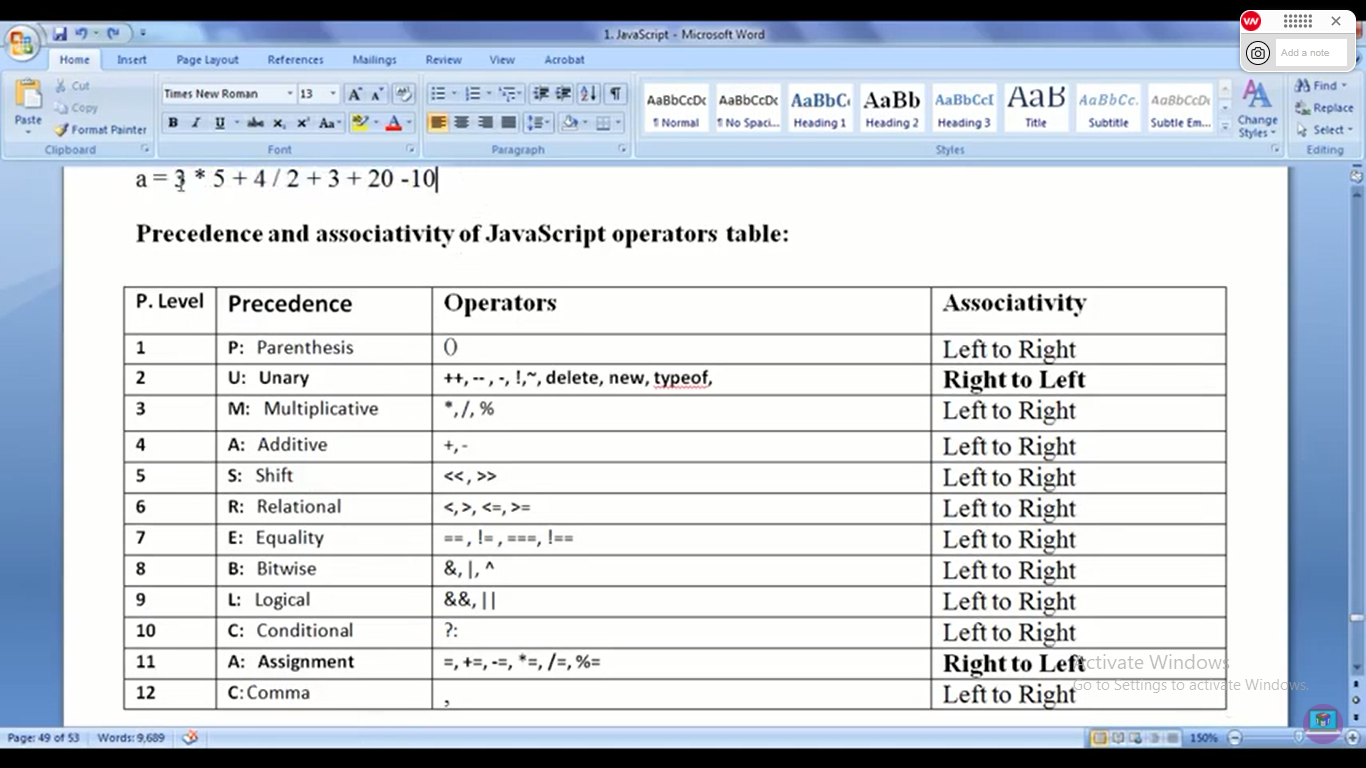 1. JavaScript - Microsoft Word
Add a note
Home Insert Page Layout References Mailings Review View Acrobat
Paste
Cut
Copy
Format Painter
Clipboard
Times New Roman 13
Font
Paragraph
AaBbCcDc AaBbCcDc AaBbC AaBb AaBbCcI AaB AaBbCc. AaBbCcDc
¶ Normal ¶ No Spaci... Heading 1 Heading 2 Heading 3 Title Subtitle Subtle Em...
Change Styles
Styles
Find
Replace
Select
Editing
a = 3 * 5 + 4 / 2 + 3 + 20 -10
Precedence and associativity of JavaScript operators table:
P. Level Precedence Operators Associativity
1 P: Parenthesis () Left to Right
2 U: Unary ++, -- , -, !,~, delete, new, typeof, Right to Left
3 M: Multiplicative *,/, % Left to Right
4 A: Additive +,- Left to Right
5 S: Shift <<, >> Left to Right
6 R: Relational <, >, <=, >= Left to Right
7 E: Equality == , != , ===, !== Left to Right
8 B: Bitwise &, |, ^ Left to Right
9 L: Logical &&, || Left to Right
10 C: Conditional ?: Left to Right
11 A: Assignment =, +=, -=, *=, /=, %= Right to Left
12 C: Comma , Left to Right
Activate Windows
Go to Settings to activate Windows.
Page: 49 of 53 Words: 9,689 150%